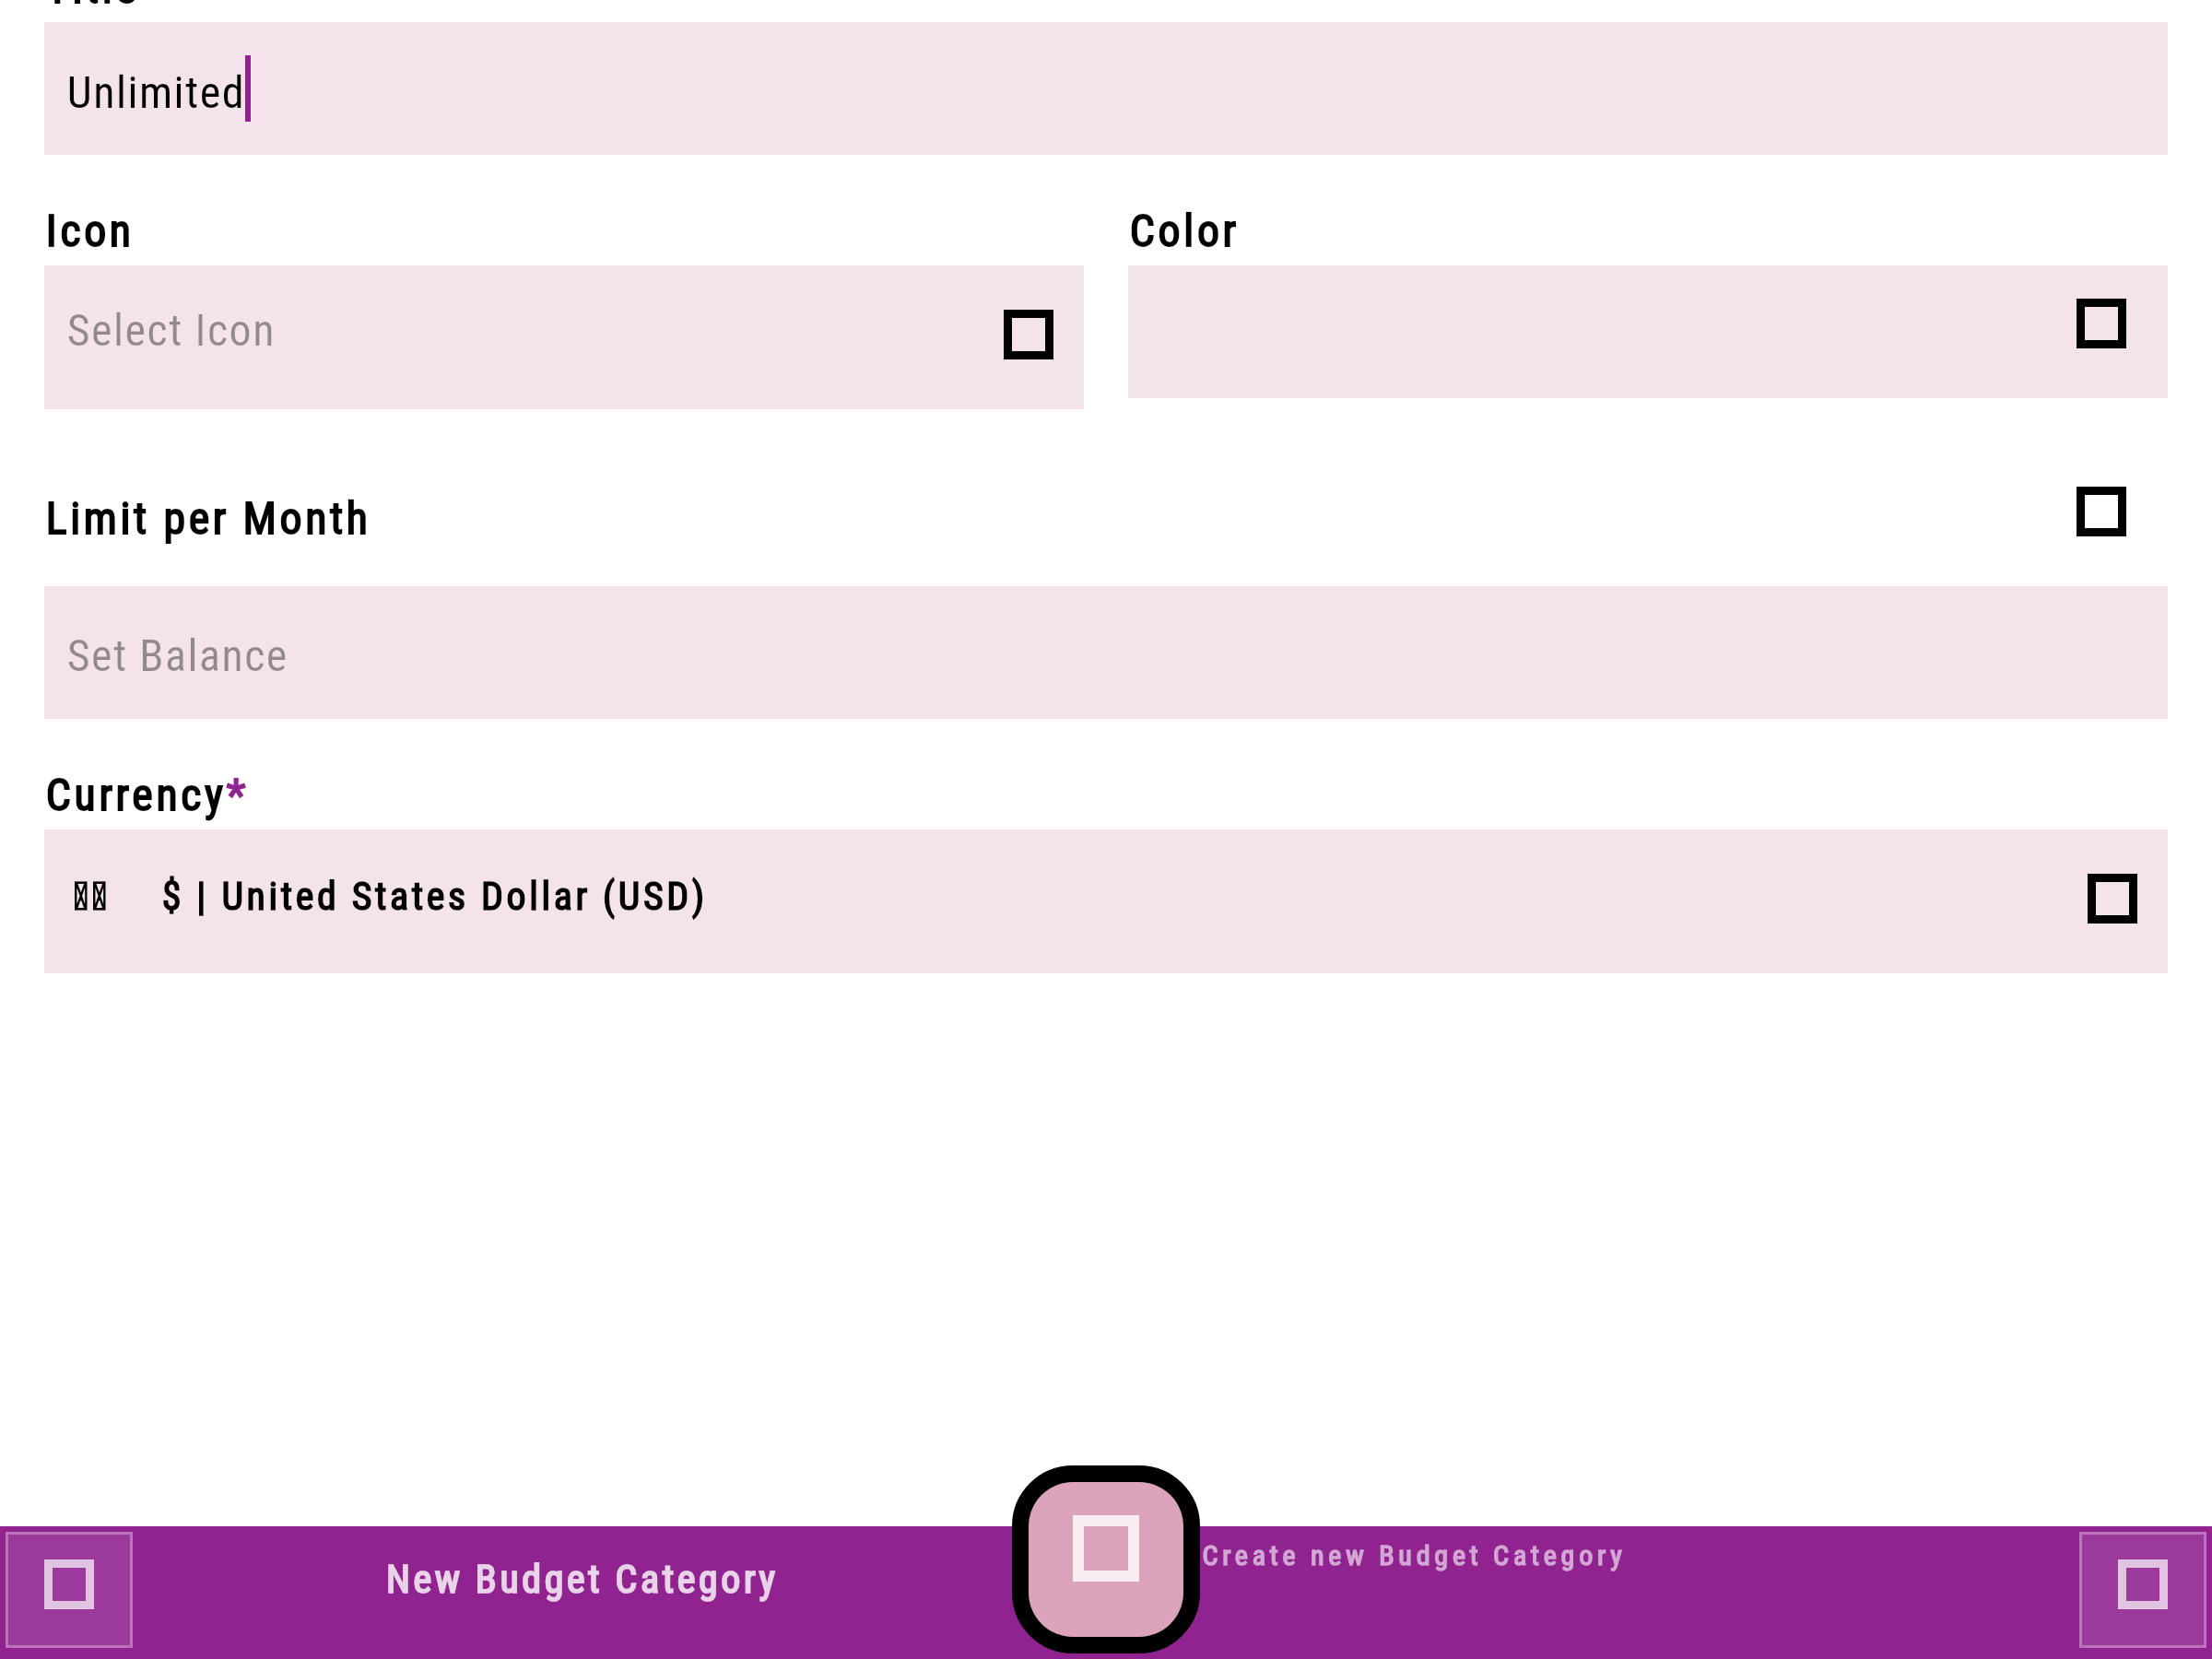 Title
Unlimited
Icon
Color
Select Icon
Limit per Month
Set Balance
Currency*
$ | United States Dollar (USD)
New Budget Category
Create new Budget Category